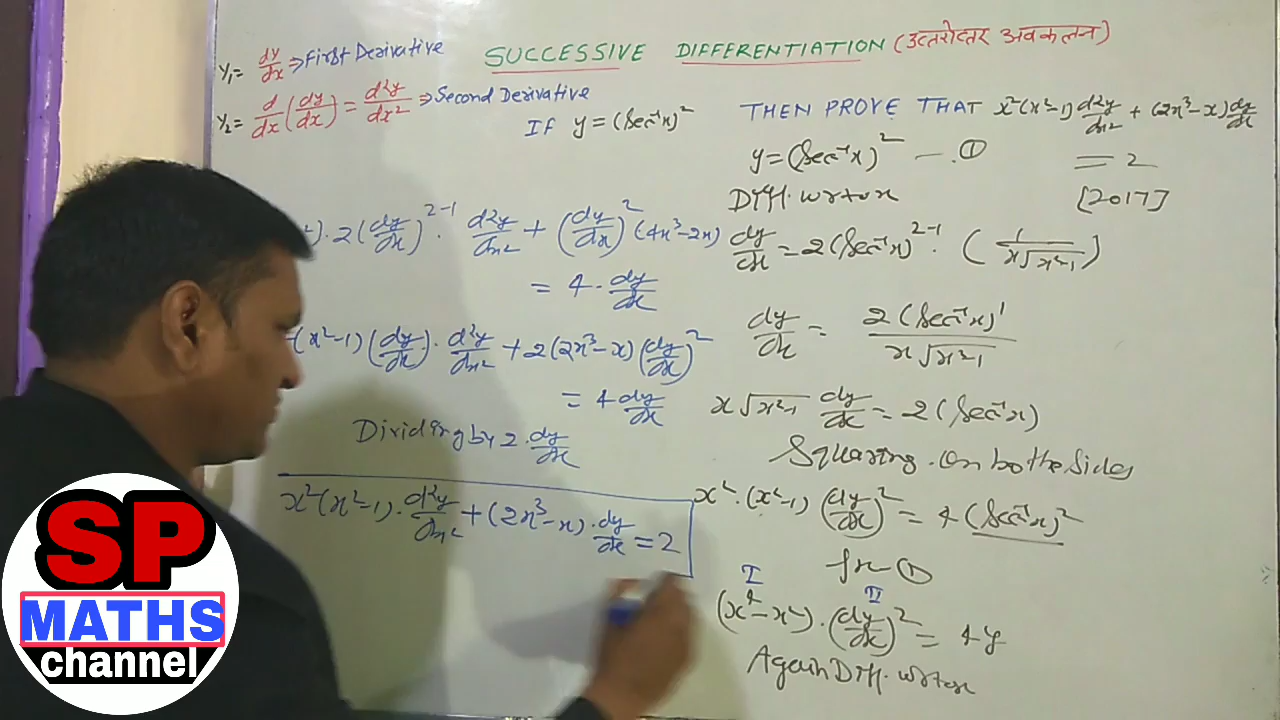 SUCCESSIVE DIFFERENTIATION (उत्तरोत्तर अवकलन)
y₁ = dy/dx ⇒ First Derivative
y₂ = d/dx (dy/dx) = d²y/dx² ⇒ Second Derivative
If y = (Sec⁻¹x)² THEN PROVE THAT x²(x²-1) d²y/dx² + (2x³-x) dy/dx
= 2
[2017]
y = (Sec⁻¹x)² — ①
Diff. w.r.to x
dy/dx = 2(Sec⁻¹x)²⁻¹ · (1/x√x²-1)
dy/dx = 2(Sec⁻¹x)¹/x√x²-1
x√x²-1 dy/dx = 2(Sec⁻¹x)
Squaring on both the Sides
x² · (x²-1) (dy/dx)² = 4(Sec⁻¹x)²
①
I II
(x⁴-x²) · (dy/dx)² = 4y
Again Diff. w.r.to x
) · 2(dy/dx)²⁻¹ · d²y/dx² + (dy/dx)² (4x³-2x)
= 4 · dy/dx
(x²-1) (dy/dx) · d²y/dx² + 2(2x³-x) (dy/dx)²
= 4 dy/dx
Dividing by 2 · dy/dx
x²(x²-1) · d²y/dx² + (2x³-x) · dy/dx = 2
SP
MATHS
channel